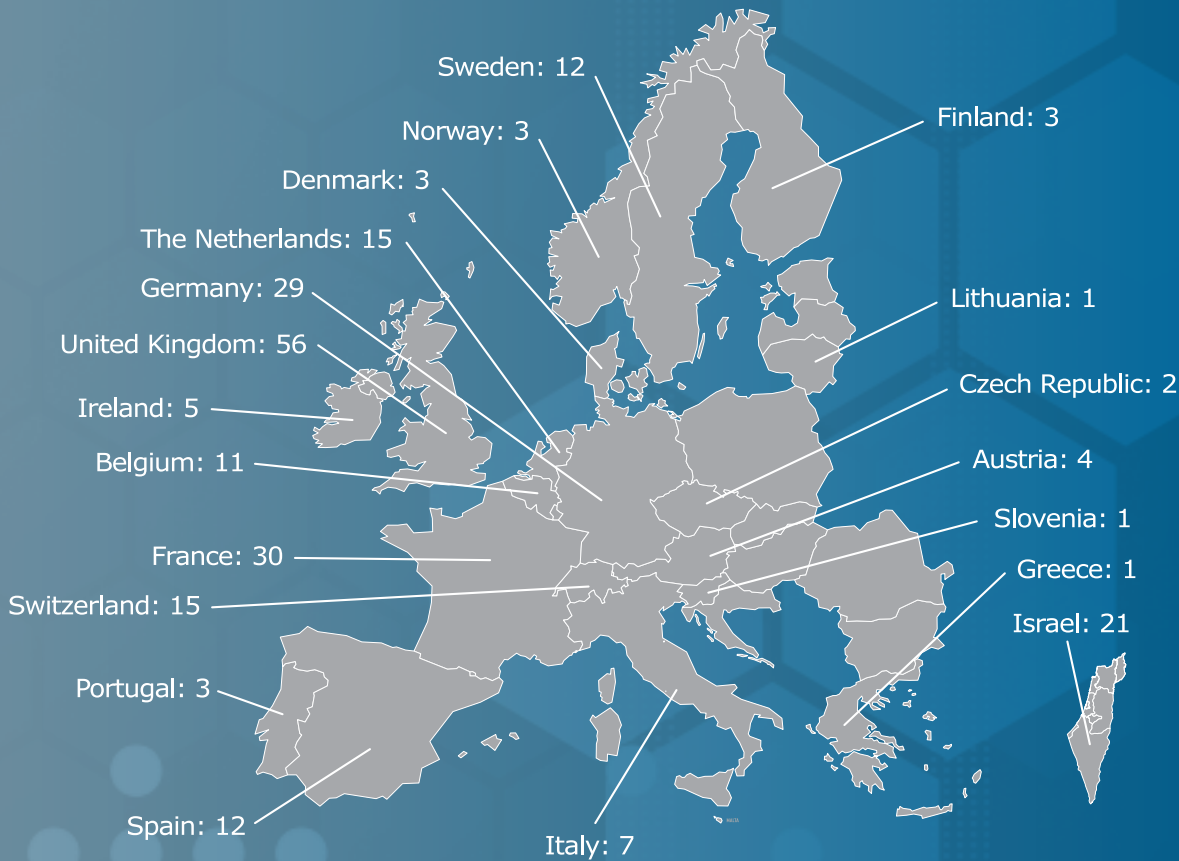 Sweden: 12
Finland: 3
Norway: 3
Denmark: 3
The Netherlands: 15
Germany: 29
Lithuania: 1
United Kingdom: 56
Czech Republic: 2
Ireland: 5
Belgium: 11
Austria: 4
Slovenia: 1
France: 30
Greece: 1
Switzerland: 15
Israel: 21
Portugal: 3
Spain: 12
MALTA
Italy: 7